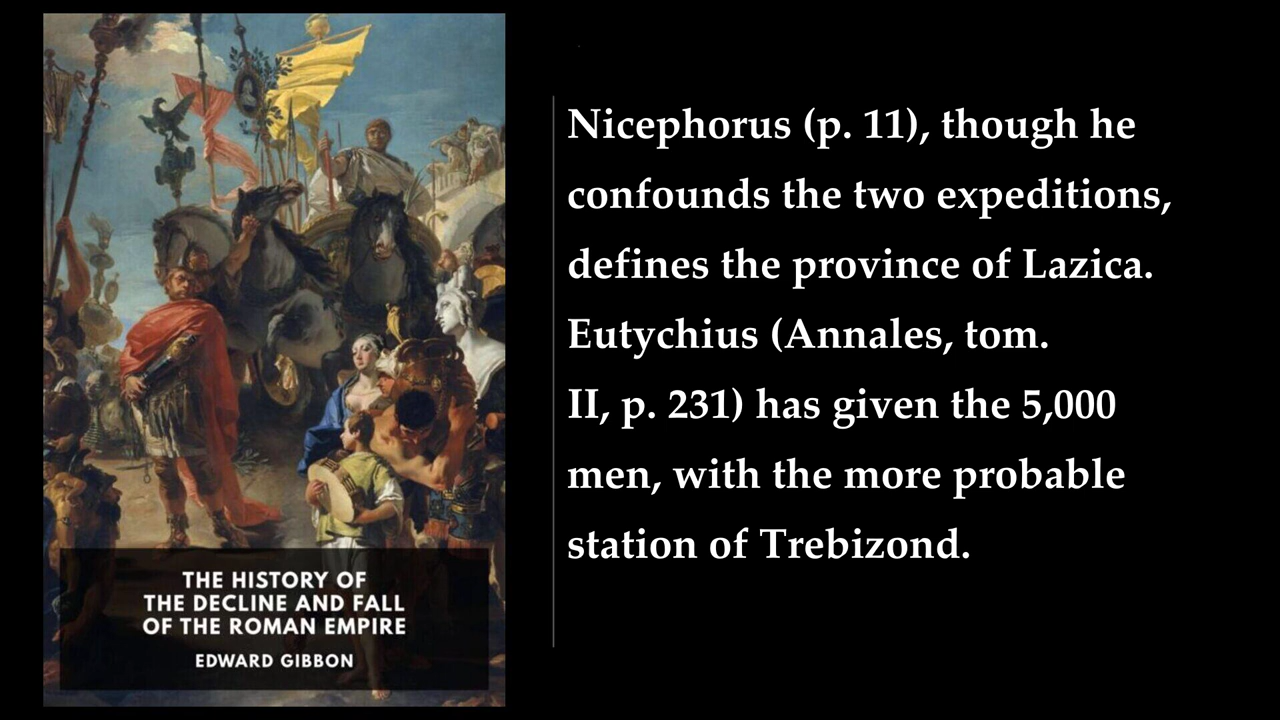 THE HISTORY OF
THE DECLINE AND FALL
OF THE ROMAN EMPIRE
EDWARD GIBBON
Nicephorus (p. 11), though he
confounds the two expeditions,
defines the province of Lazica.
Eutychius (Annales, tom.
II, p. 231) has given the 5,000
men, with the more probable
station of Trebizond.